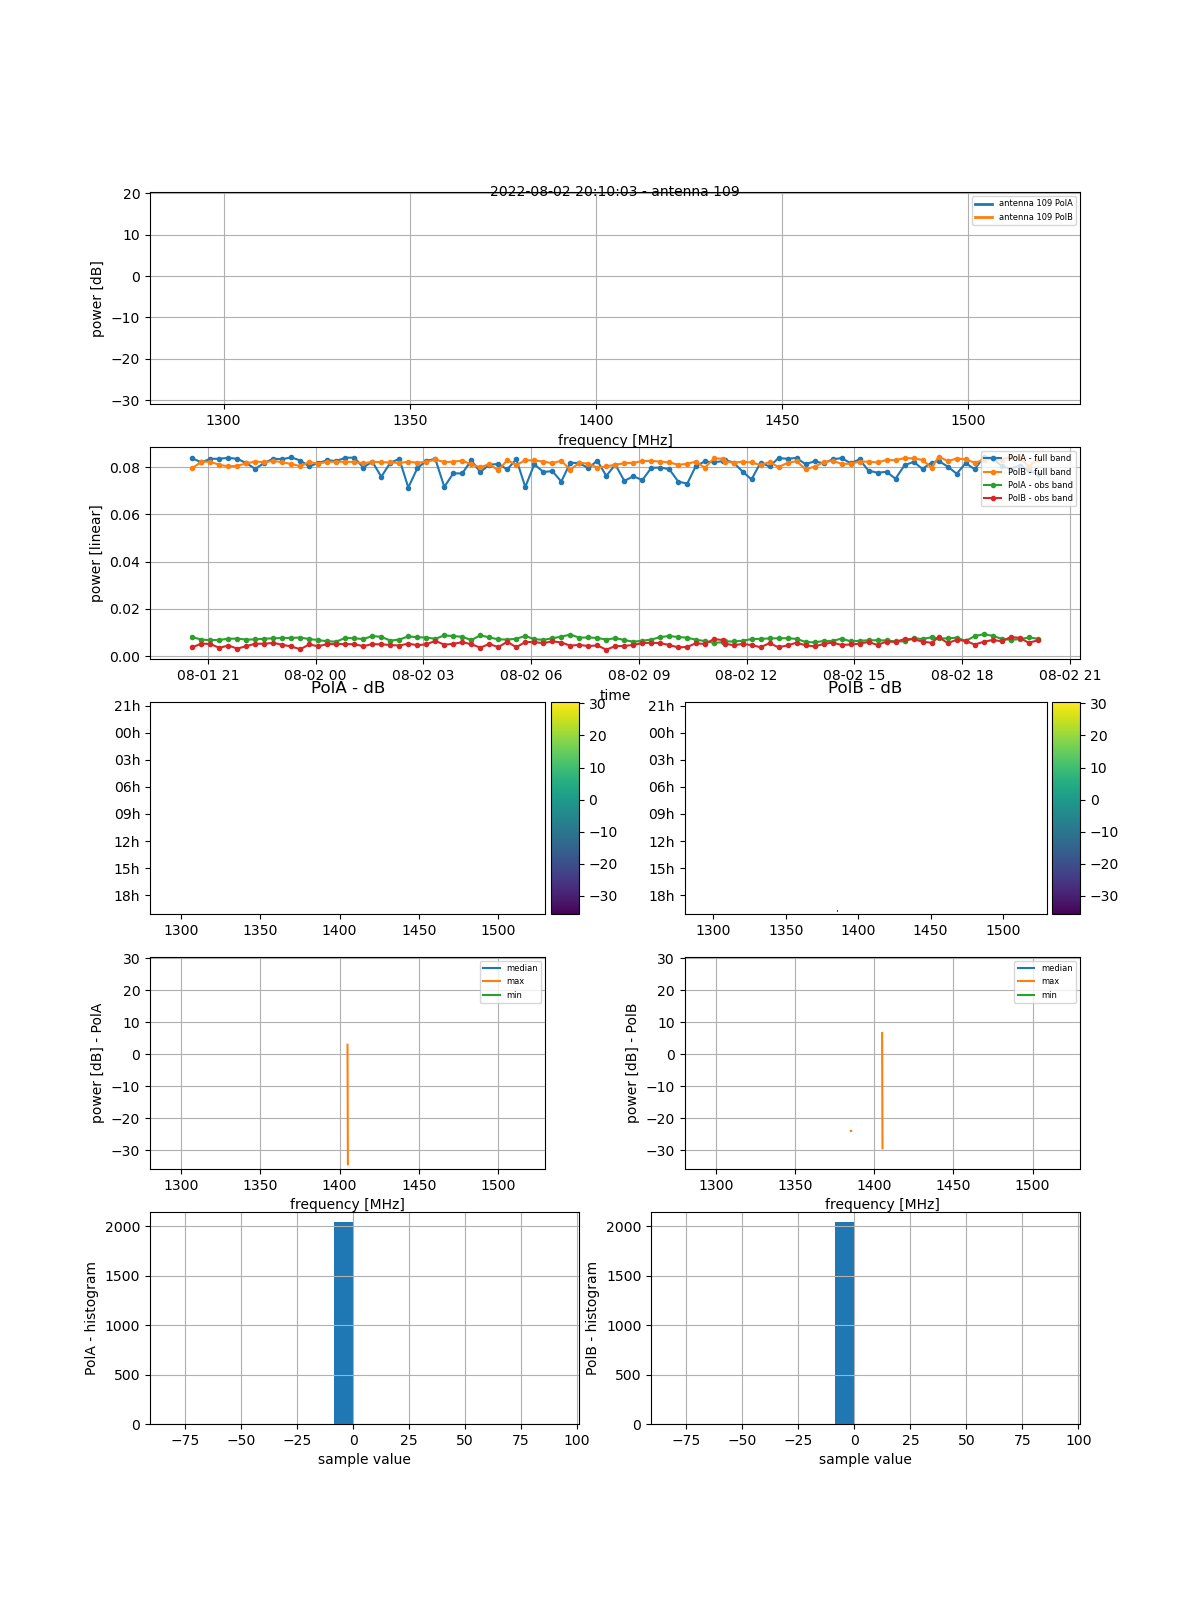 2022-08-02 20:10:03 - antenna 109
20
10
0
−10
−20
−30
power [dB]
antenna 109 PolA
antenna 109 PolB
1300 1350 1400 1450 1500
frequency [MHz]
0.08
0.06
0.04
0.02
0.00
power [linear]
PolA - full band
PolB - full band
PolA - obs band
PolB - obs band
08-01 21 08-02 00 08-02 03 08-02 06 08-02 09 08-02 12 08-02 15 08-02 18 08-02 21
time
PolA - dB
21h
00h
03h
06h
09h
12h
15h
18h
1300 1350 1400 1450 1500
30
20
10
0
−10
−20
−30
PolB - dB
21h
00h
03h
06h
09h
12h
15h
18h
1300 1350 1400 1450 1500
30
20
10
0
−10
−20
−30
30
20
10
0
−10
−20
−30
power [dB] - PolA
median
max
min
1300 1350 1400 1450 1500
frequency [MHz]
30
20
10
0
−10
−20
−30
power [dB] - PolB
median
max
min
1300 1350 1400 1450 1500
frequency [MHz]
2000
1500
1000
500
0
PolA - histogram
−75 −50 −25 0 25 50 75 100
sample value
2000
1500
1000
500
0
PolB - histogram
−75 −50 −25 0 25 50 75 100
sample value